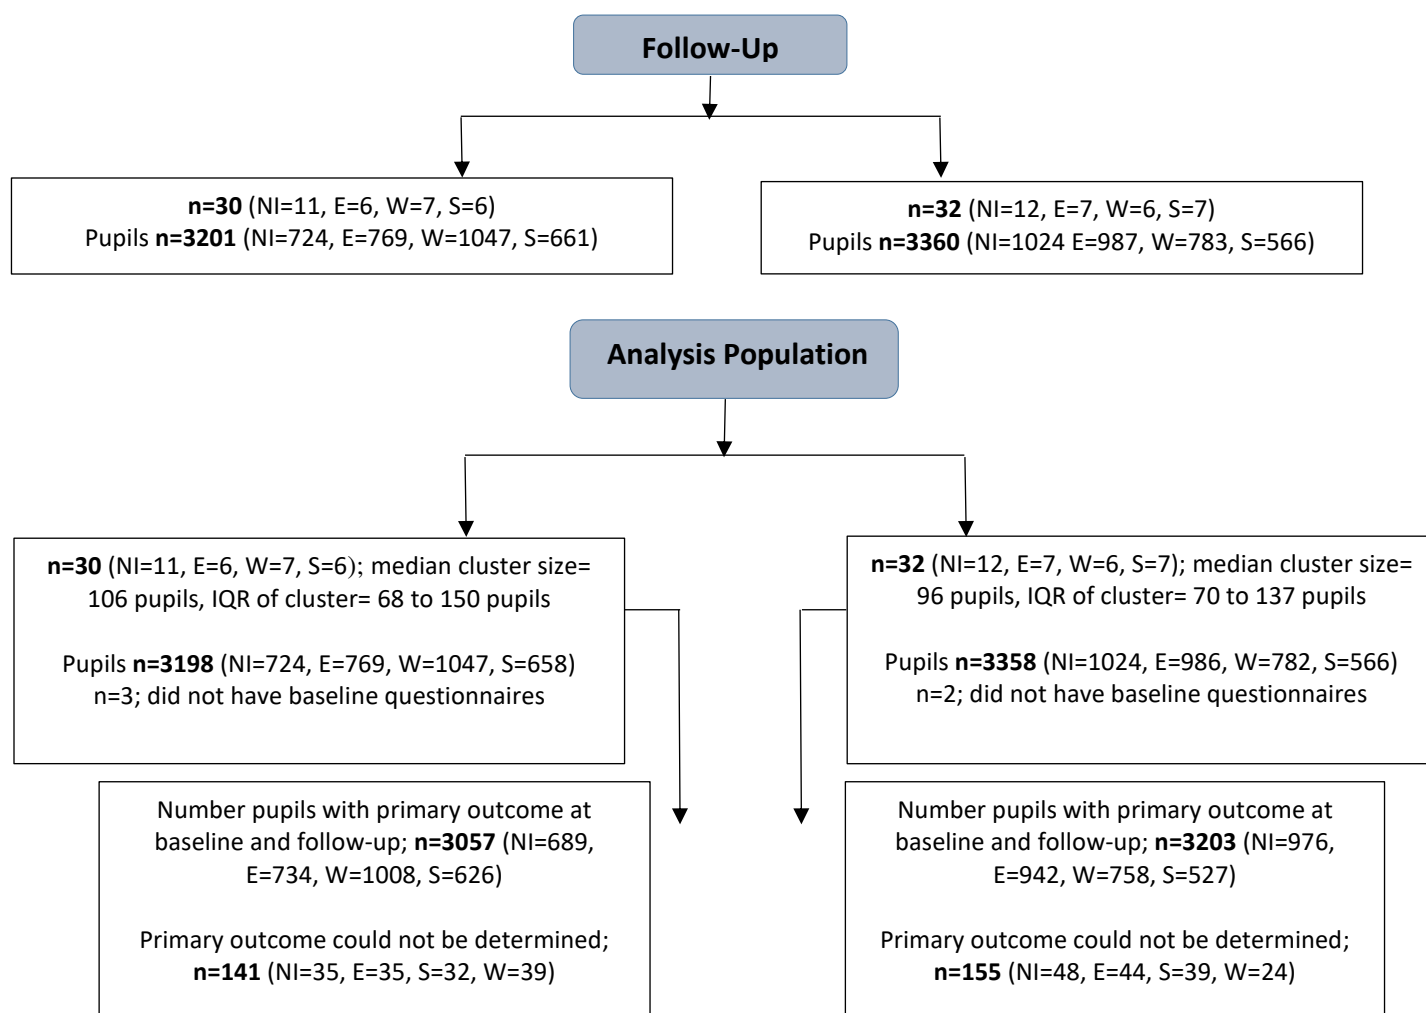 Follow-Up
n=30 (NI=11, E=6, W=7, S=6)
Pupils n=3201 (NI=724, E=769, W=1047, S=661)
n=32 (NI=12, E=7, W=6, S=7)
Pupils n=3360 (NI=1024 E=987, W=783, S=566)
Analysis Population
n=30 (NI=11, E=6, W=7, S=6); median cluster size=
106 pupils, IQR of cluster= 68 to 150 pupils
Pupils n=3198 (NI=724, E=769, W=1047, S=658)
n=3; did not have baseline questionnaires
n=32 (NI=12, E=7, W=6, S=7); median cluster size=
96 pupils, IQR of cluster= 70 to 137 pupils
Pupils n=3358 (NI=1024, E=986, W=782, S=566)
n=2; did not have baseline questionnaires
Number pupils with primary outcome at
baseline and follow-up; n=3057 (NI=689,
E=734, W=1008, S=626)
Primary outcome could not be determined;
n=141 (NI=35, E=35, S=32, W=39)
Number pupils with primary outcome at
baseline and follow-up; n=3203 (NI=976,
E=942, W=758, S=527)
Primary outcome could not be determined;
n=155 (NI=48, E=44, S=39, W=24)